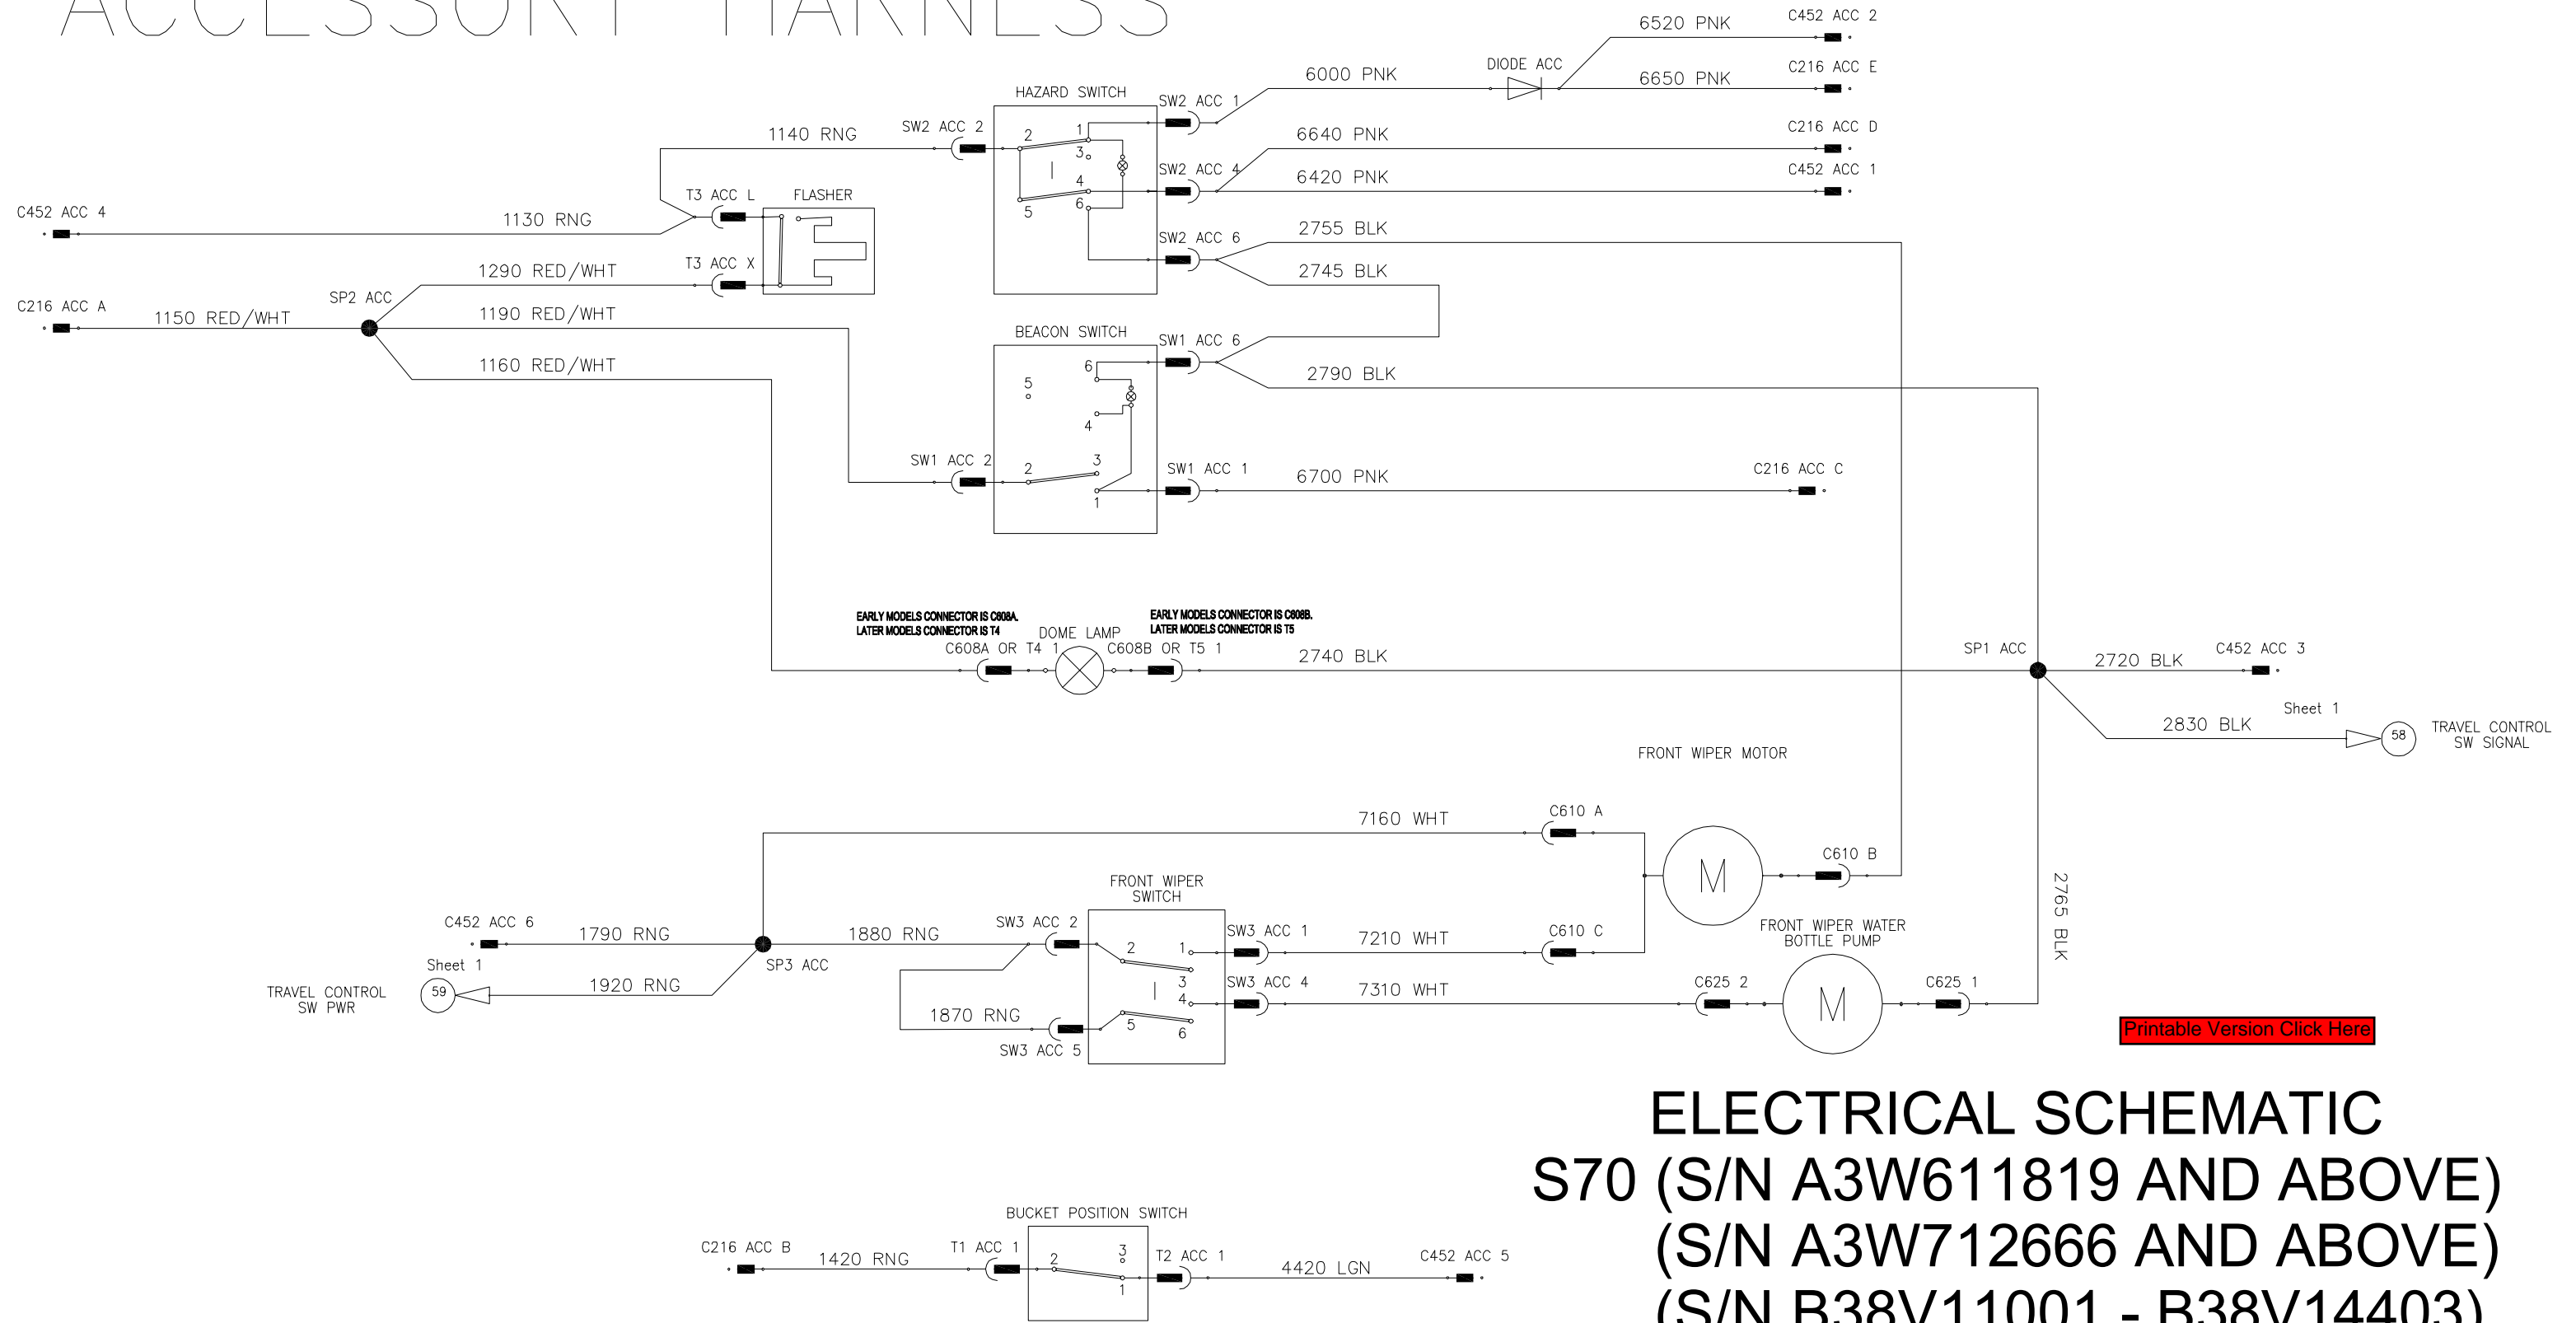 ACCESSORY HARNESS
C452 ACC 2
6520 PNK
DIODE ACC
6000 PNK
6650 PNK
C216 ACC E
HAZARD SWITCH
SW2 ACC 1
1140 RNG
SW2 ACC 2
2
1
3
6640 PNK
C216 ACC D
T3 ACC L
FLASHER
4
SW2 ACC 4
6420 PNK
C452 ACC 1
C452 ACC 4
1130 RNG
5
6
2755 BLK
SW2 ACC 6
1290 RED/WHT
T3 ACC X
2745 BLK
SP2 ACC
C216 ACC A
1150 RED/WHT
1190 RED/WHT
BEACON SWITCH
SW1 ACC 6
1160 RED/WHT
6
5
2790 BLK
4
SW1 ACC 2
2
3
SW1 ACC 1
6700 PNK
C216 ACC C
1
EARLY MODELS CONNECTOR IS C608A.
LATER MODELS CONNECTOR IS T4
EARLY MODELS CONNECTOR IS C608B.
LATER MODELS CONNECTOR IS T5
DOME LAMP
C608A OR T4 1
C608B OR T5 1
2740 BLK
SP1 ACC
2720 BLK
C452 ACC 3
Sheet 1
2830 BLK
58
TRAVEL CONTROL
SW SIGNAL
FRONT WIPER MOTOR
7160 WHT
C610 A
M
C610 B
FRONT WIPER
SWITCH
2765 BLK
C452 ACC 6
1790 RNG
1880 RNG
SW3 ACC 2
2
1
SW3 ACC 1
7210 WHT
C610 C
FRONT WIPER WATER
BOTTLE PUMP
Sheet 1
SP3 ACC
TRAVEL CONTROL
SW PWR
59
1920 RNG
3
4
SW3 ACC 4
7310 WHT
C625 2
M
C625 1
1870 RNG
5
6
SW3 ACC 5
Printable Version Click Here
ELECTRICAL SCHEMATIC
S70 (S/N A3W611819 AND ABOVE)
(S/N A3W712666 AND ABOVE)
(S/N B38V11001 - B38V14403)
BUCKET POSITION SWITCH
C216 ACC B
1420 RNG
T1 ACC 1
2
3
1
T2 ACC 1
4420 LGN
C452 ACC 5